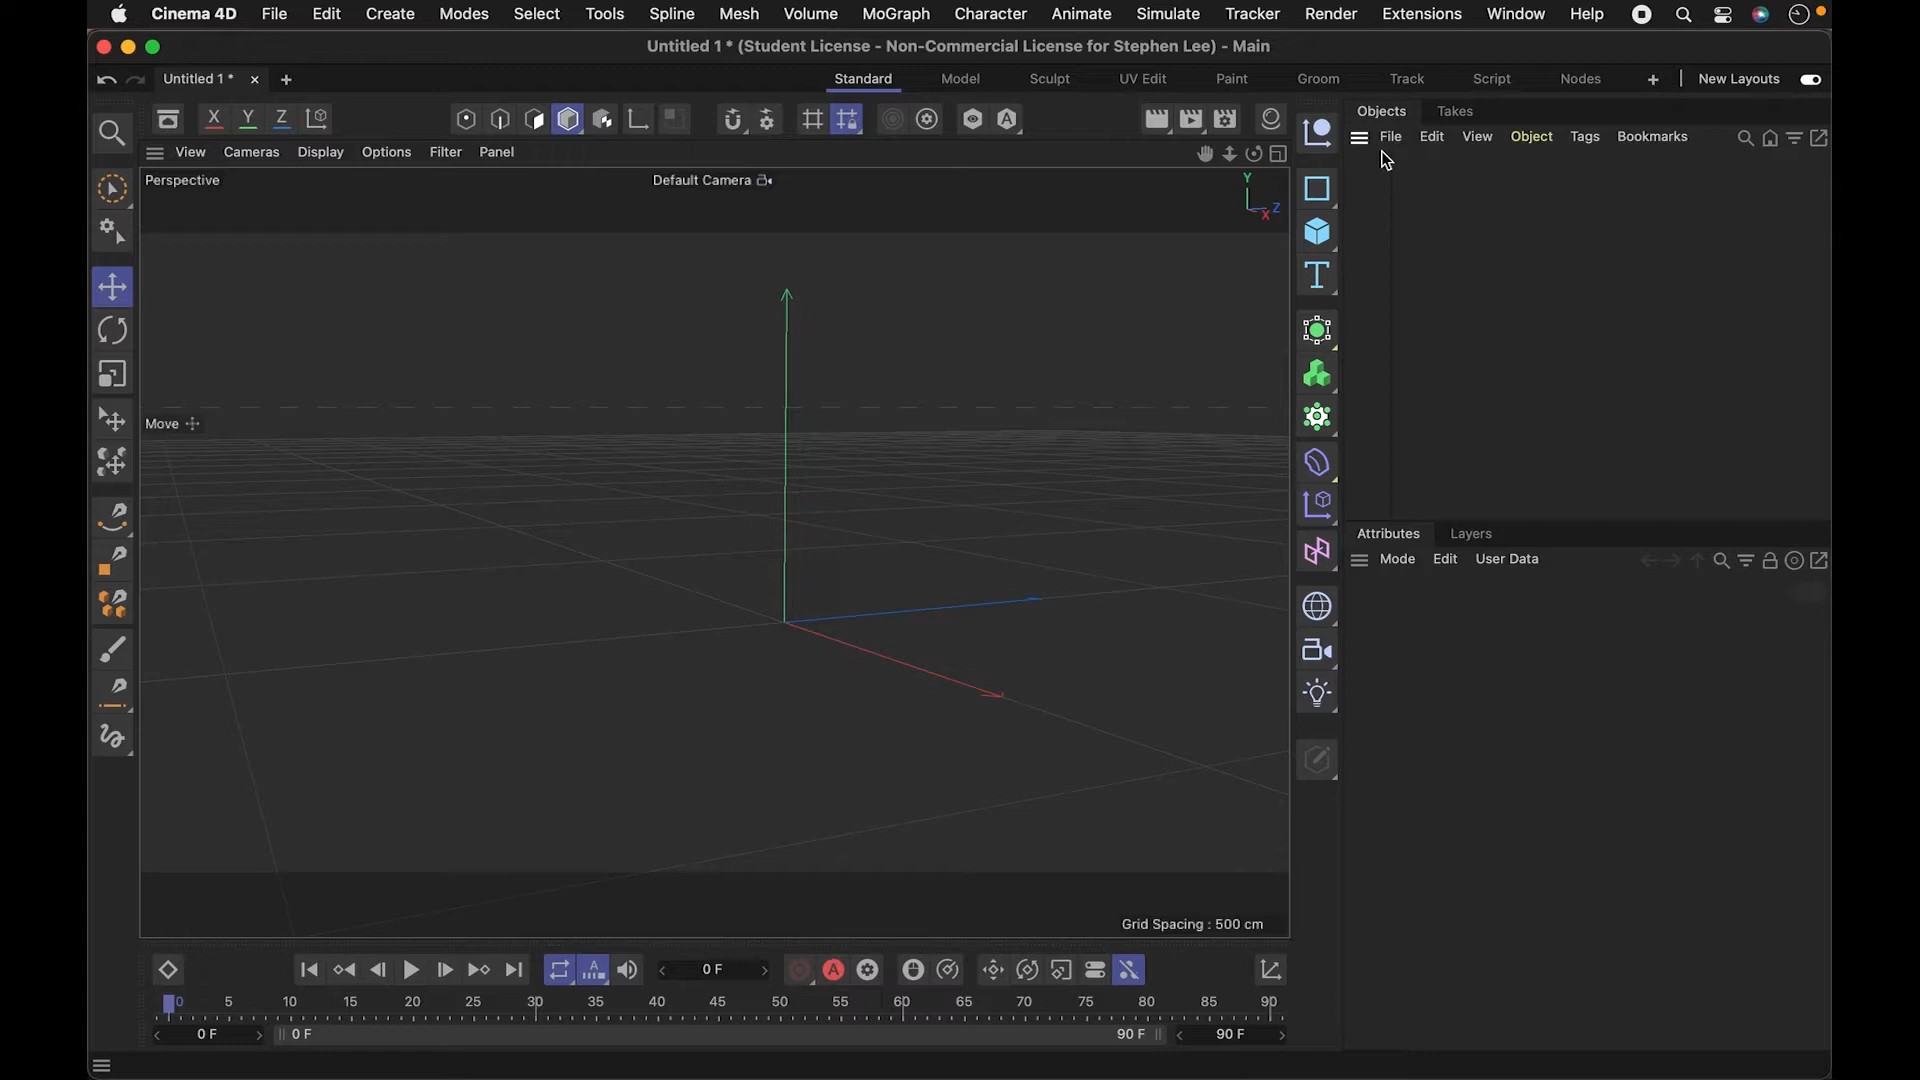 Cinema 4D File Edit Create Modes Select Tools Spline Mesh Volume MoGraph Character Animate Simulate Tracker Render Extensions Window Help
Untitled 1 * (Student License - Non-Commercial License for Stephen Lee) - Main
Untitled 1 * Standard Model Sculpt UV Edit Paint Groom Track Script Nodes New Layouts
X Y Z A
Objects Takes
File Edit View Object Tags Bookmarks
View Cameras Display Options Filter Panel
Perspective Default Camera
Y
Z
X
T
Move
Attributes Layers
Mode Edit User Data
Grid Spacing : 500 cm
A 0 F A
0 5 10 15 20 25 30 35 40 45 50 55 60 65 70 75 80 85 90
0 F 0 F 90 F 90 F